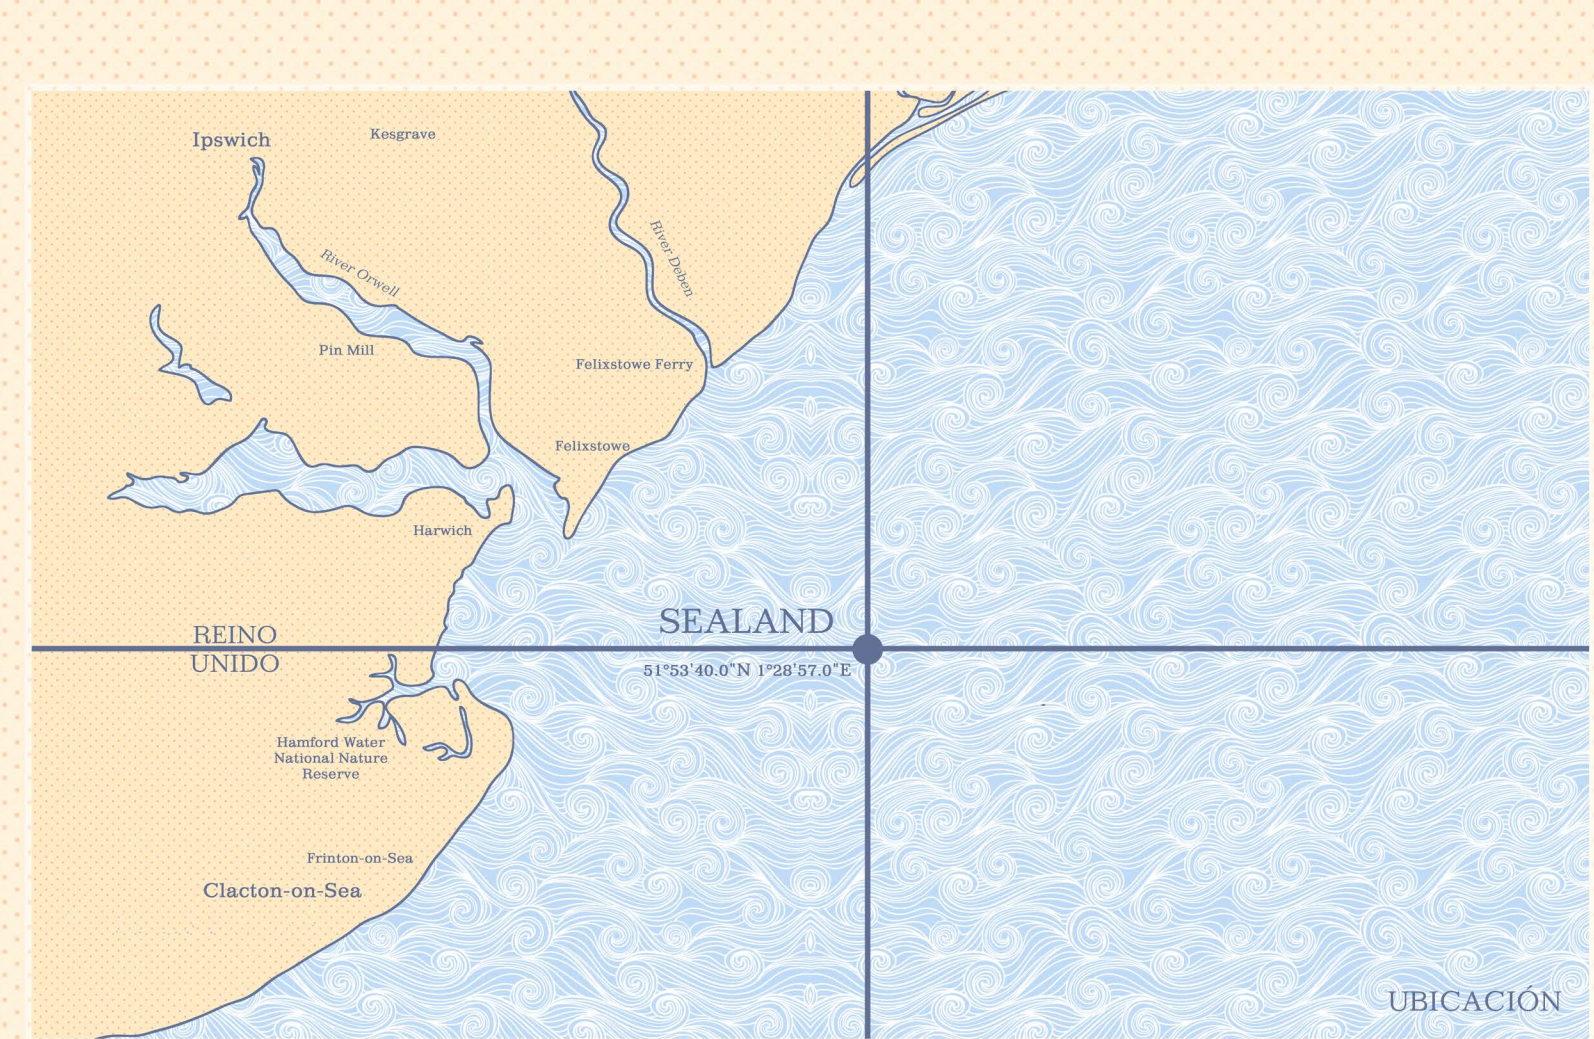 Ipswich
Kesgrave
River Orwell
River Deben
Pin Mill
Felixstowe Ferry
Felixstowe
Harwich
SEALAND
51°53'40.0"N 1°28'57.0"E
REINO
UNIDO
Hamford Water
National Nature
Reserve
Frinton-on-Sea
Clacton-on-Sea
UBICACIÓN